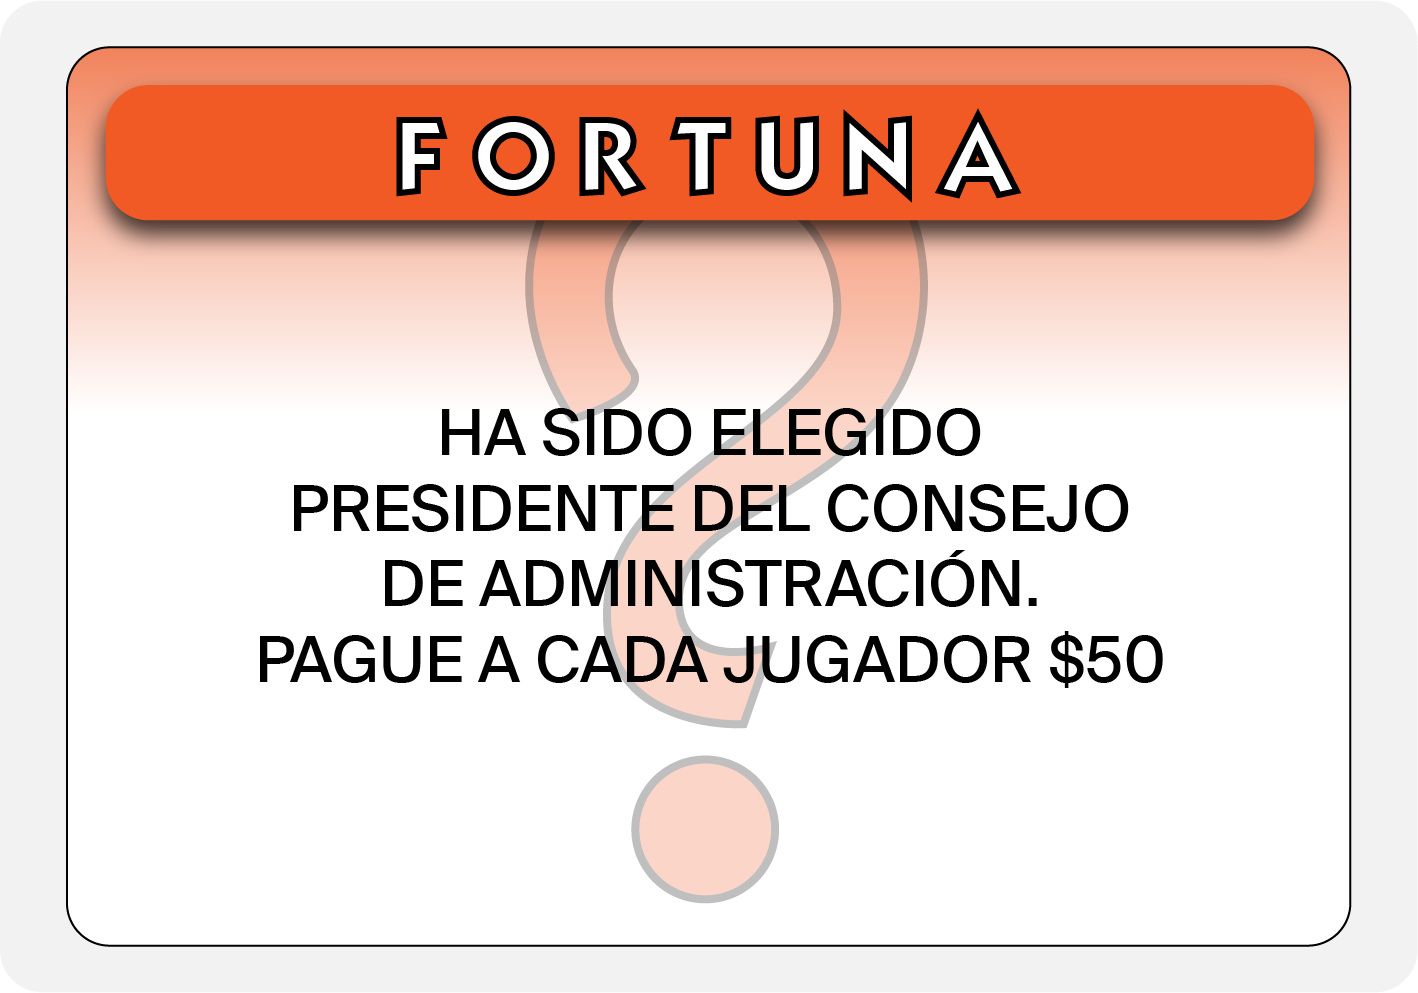 FORTUNA
HA SIDO ELEGIDO
PRESIDENTE DEL CONSEJO
DE ADMINISTRACIÓN.
PAGUE A CADA JUGADOR $50